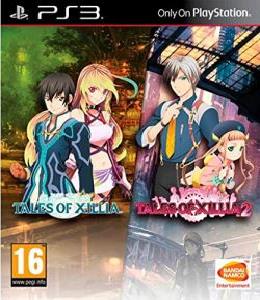 PS3
Only On PlayStation®
TALES OF XILLIA
TALES OF XILLIA 2
16
www.pegi.info
BANDAI
NAMCO
Entertainment